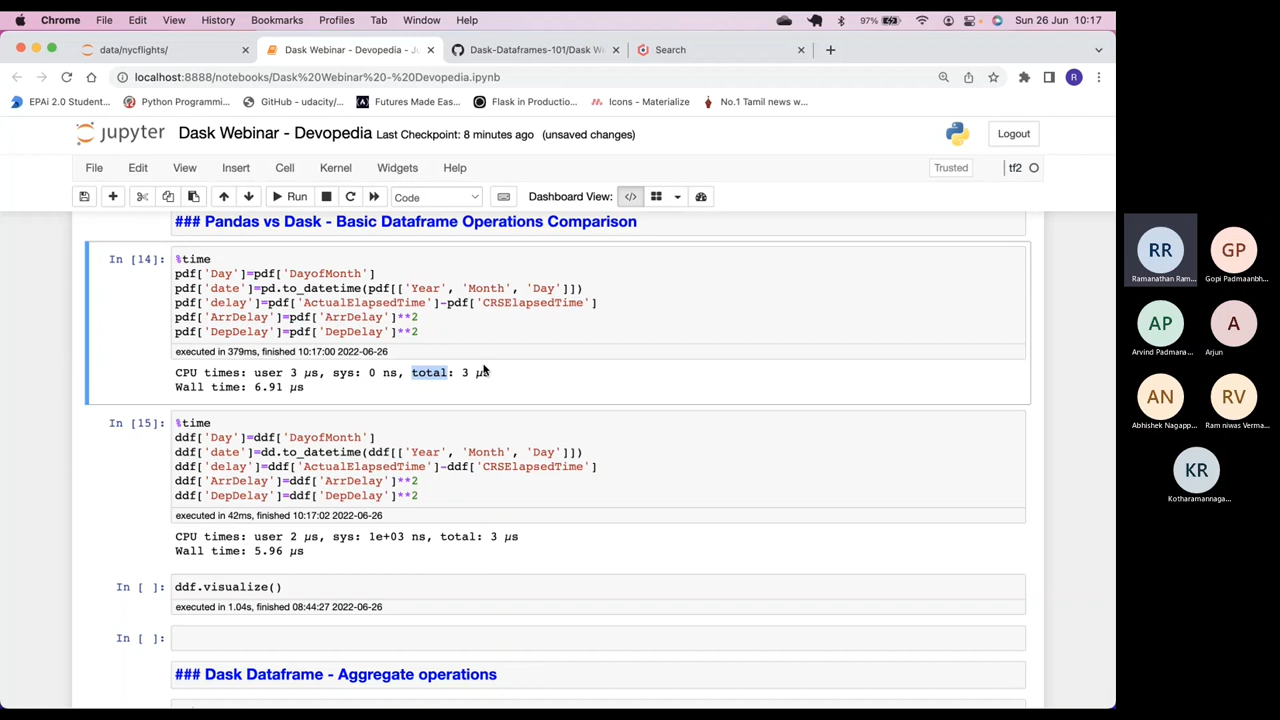 Chrome File Edit View History Bookmarks Profiles Tab Window Help 97% Sun 26 Jun 10:17
data/nycflights/ Dask Webinar - Devopedia - J Dask-Dataframes-101/Dask W Search
localhost:8888/notebooks/Dask%20Webinar%20-%20Devopedia.ipynb R
EPAi 2.0 Student... Python Programmi... GitHub - udacity/... Futures Made Eas... Flask in Productio... Icons - Materialize No.1 Tamil news w...
jupyter Dask Webinar - Devopedia Last Checkpoint: 8 minutes ago (unsaved changes) Logout
File Edit View Insert Cell Kernel Widgets Help Trusted tf2
Run Code Dashboard View:
### Pandas vs Dask - Basic Dataframe Operations Comparison
In [14]: %time
pdf['Day']=pdf['DayofMonth']
pdf['date']=pd.to_datetime(pdf[['Year', 'Month', 'Day']])
pdf['delay']=pdf['ActualElapsedTime']-pdf['CRSElapsedTime']
pdf['ArrDelay']=pdf['ArrDelay']**2
pdf['DepDelay']=pdf['DepDelay']**2
executed in 379ms, finished 10:17:00 2022-06-26
CPU times: user 3 µs, sys: 0 ns, total: 3 µs
Wall time: 6.91 µs
In [15]: %time
ddf['Day']=ddf['DayofMonth']
ddf['date']=dd.to_datetime(ddf[['Year', 'Month', 'Day']])
ddf['delay']=ddf['ActualElapsedTime']-ddf['CRSElapsedTime']
ddf['ArrDelay']=ddf['ArrDelay']**2
ddf['DepDelay']=ddf['DepDelay']**2
executed in 42ms, finished 10:17:02 2022-06-26
CPU times: user 2 µs, sys: 1e+03 ns, total: 3 µs
Wall time: 5.96 µs
In [ ]: ddf.visualize()
executed in 1.04s, finished 08:44:27 2022-06-26
In [ ]:
### Dask Dataframe - Aggregate operations
RR GP
Ramanathan Ram... Gopi Padmaanbh...
AP A
Arvind Padmana... Arjun
AN RV
Abhishek Nagapp... Ram niwas Verma...
KR
Kotharamannaga...